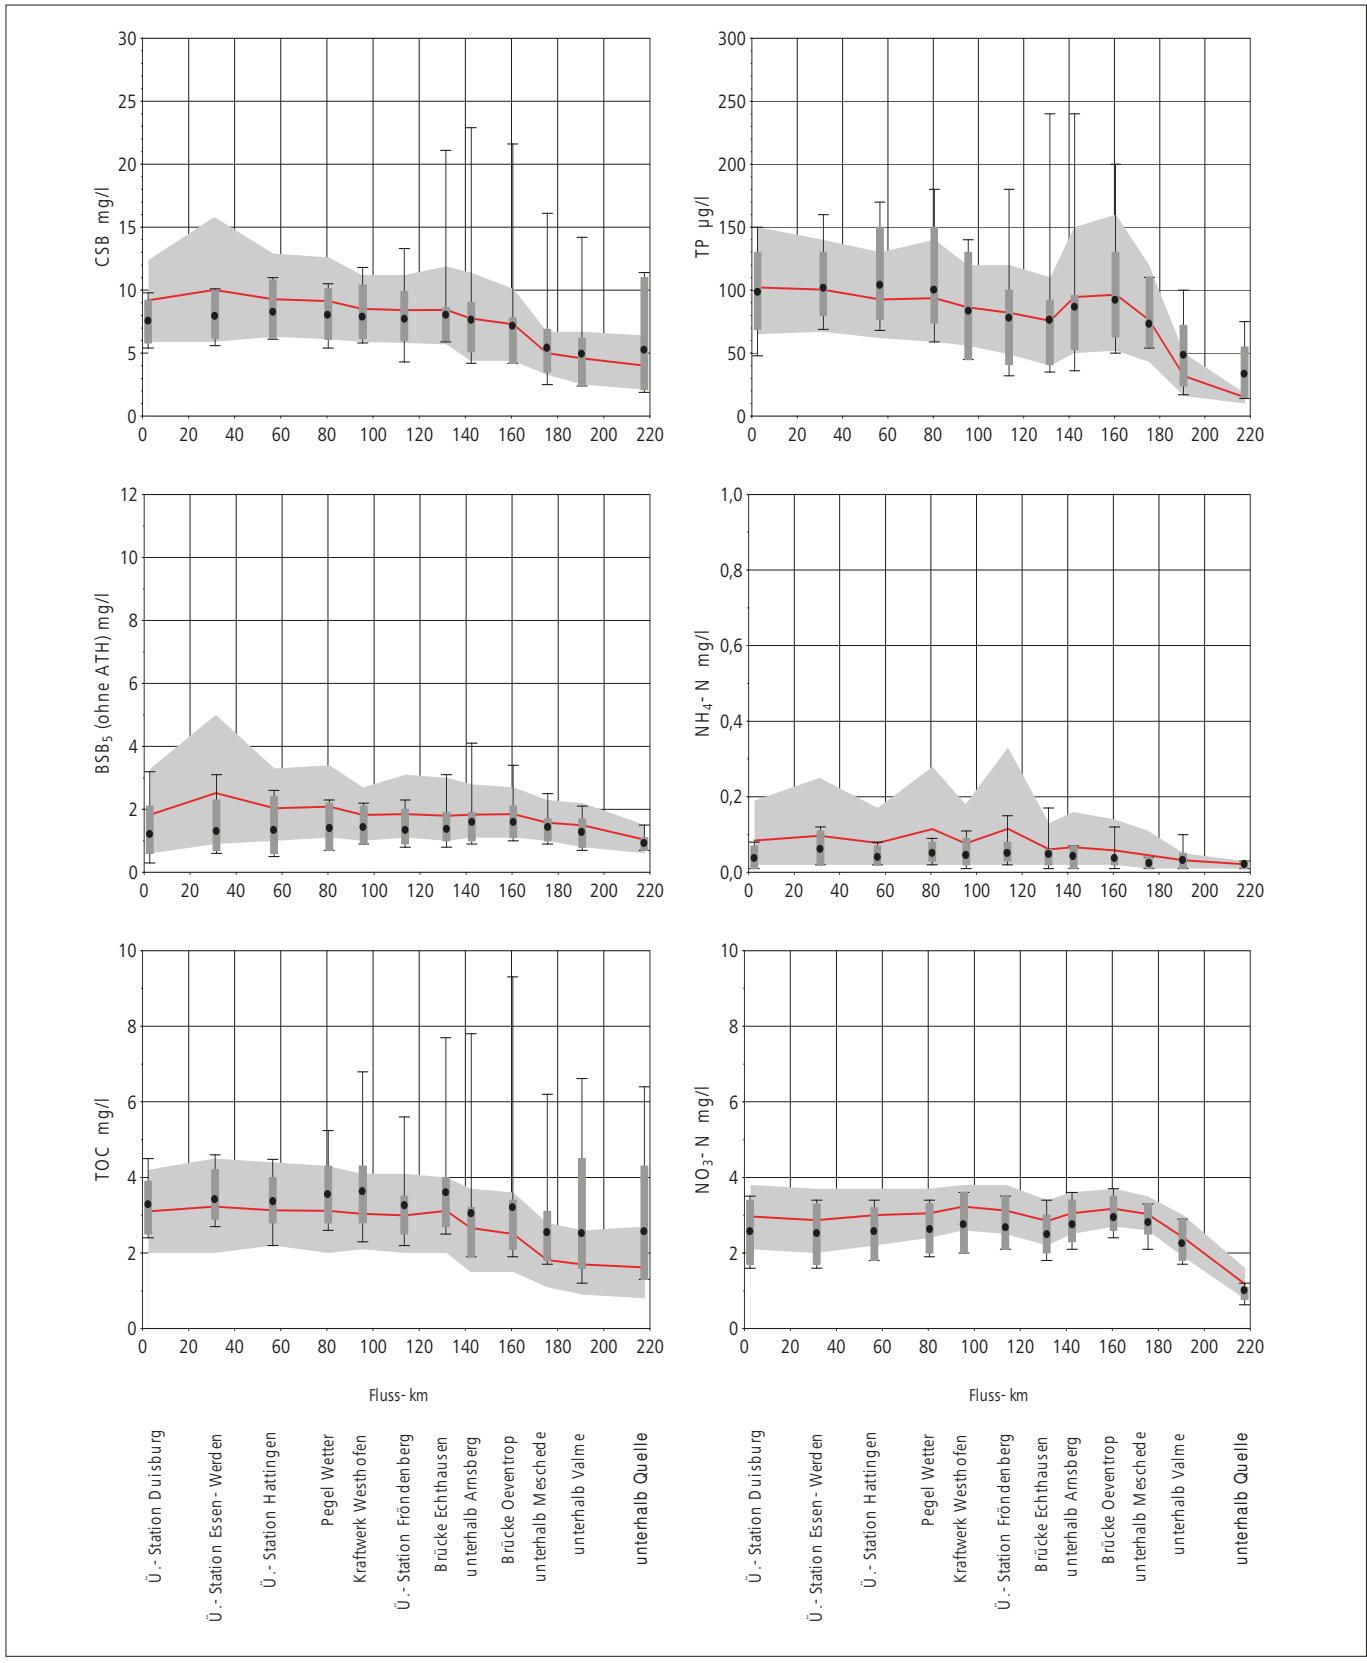 30
25
20
15
10
5
0
CSB mg/l
0 20 40 60 80 100 120 140 160 180 200 220
300
250
200
150
100
50
0
TP µg/l
0 20 40 60 80 100 120 140 160 180 200 220
12
10
8
6
4
2
0
BSB5 (ohne ATH) mg/l
0 20 40 60 80 100 120 140 160 180 200 220
1,0
0,8
0,6
0,4
0,2
0,0
NH4-N mg/l
0 20 40 60 80 100 120 140 160 180 200 220
10
8
6
4
2
0
TOC mg/l
0 20 40 60 80 100 120 140 160 180 200 220
Fluss-km
10
8
6
4
2
0
NO3-N mg/l
0 20 40 60 80 100 120 140 160 180 200 220
Fluss-km
Ü.-Station Duisburg
Ü.-Station Essen-Werden
Ü.-Station Hattingen
Pegel Wetter
Kraftwerk Westhofen
Ü.-Station Fröndenberg
Brücke Echthausen
unterhalb Arnsberg
Brücke Oeventrop
unterhalb Meschede
unterhalb Valme
unterhalb Quelle
Ü.-Station Duisburg
Ü.-Station Essen-Werden
Ü.-Station Hattingen
Pegel Wetter
Kraftwerk Westhofen
Ü.-Station Fröndenberg
Brücke Echthausen
unterhalb Arnsberg
Brücke Oeventrop
unterhalb Meschede
unterhalb Valme
unterhalb Quelle